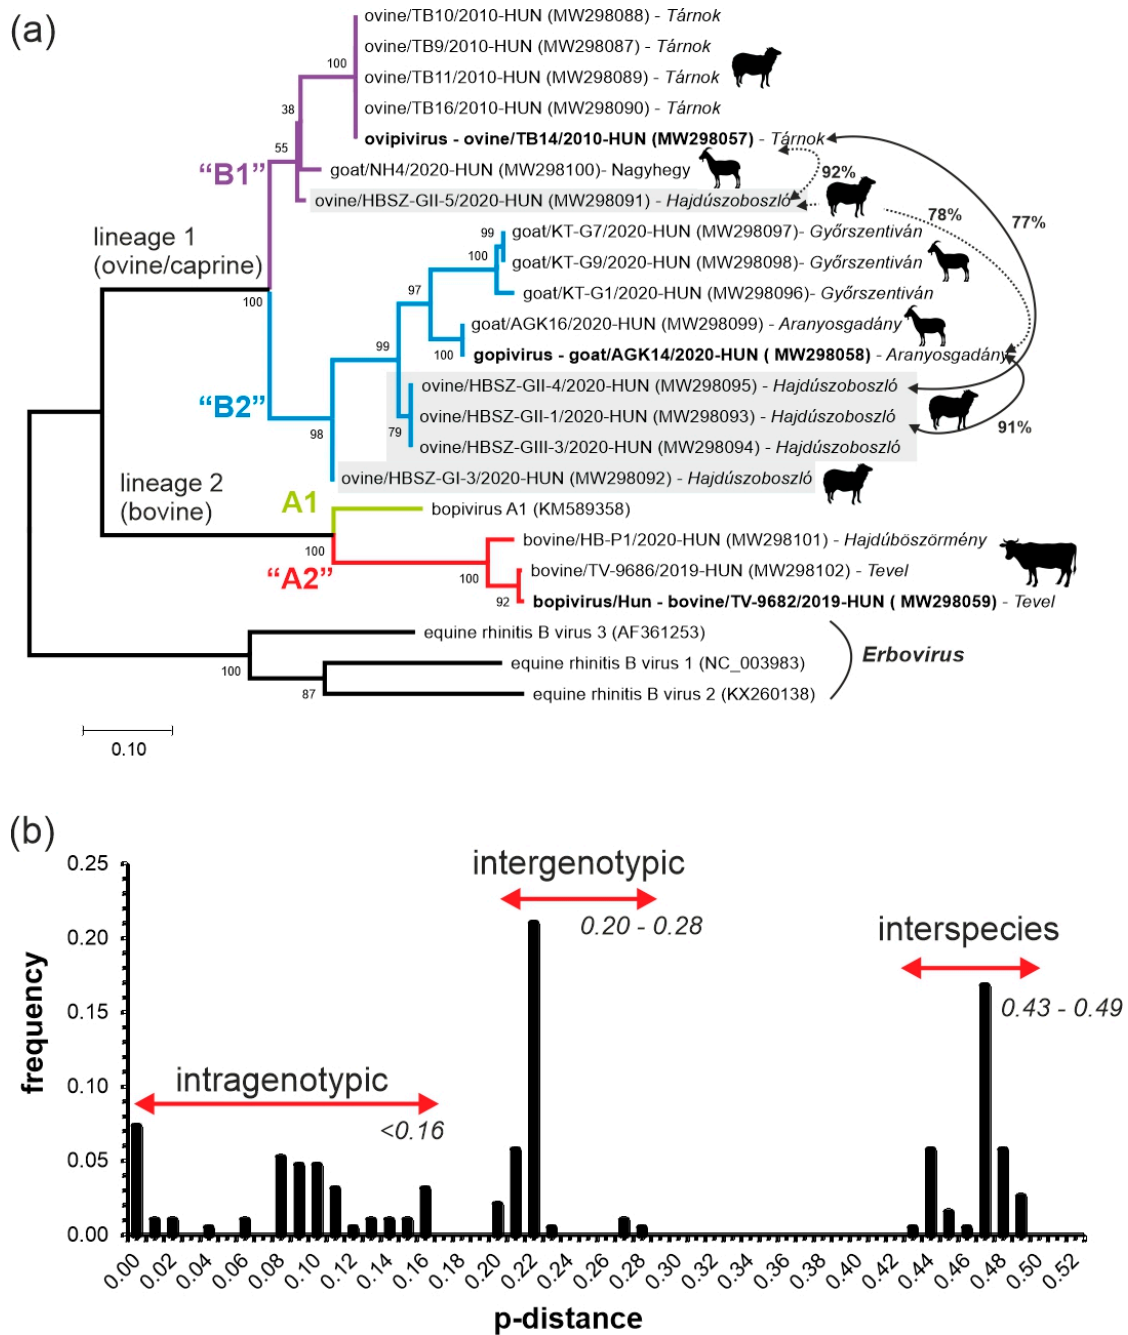 (a)
ovine/TB10/2010-HUN (MW298088) - Tárnok
ovine/TB9/2010-HUN (MW298087) - Tárnok
100
ovine/TB11/2010-HUN (MW298089) - Tárnok
ovine/TB16/2010-HUN (MW298090) - Tárnok
38
ovipivirus - ovine/TB14/2010-HUN (MW298057) - Tárnok
55
“B1”
goat/NH4/2020-HUN (MW298100)- Nagyhegy
92%
ovine/HBSZ-GII-5/2020-HUN (MW298091) - Hajdúszoboszló
78%
77%
lineage 1
(ovine/caprine)
99
goat/KT-G7/2020-HUN (MW298097)- Győrszentiván
100
goat/KT-G9/2020-HUN (MW298098)- Győrszentiván
97
goat/KT-G1/2020-HUN (MW298096)- Győrszentiván
100
goat/AGK16/2020-HUN (MW298099) - Aranyosgadány
99
100
gopivirus - goat/AGK14/2020-HUN ( MW298058) - Aranyosgadány
ovine/HBSZ-GII-4/2020-HUN (MW298095) - Hajdúszoboszló
“B2”
ovine/HBSZ-GII-1/2020-HUN (MW298093) - Hajdúszoboszló
91%
98
79
ovine/HBSZ-GIII-3/2020-HUN (MW298094) - Hajdúszoboszló
ovine/HBSZ-GI-3/2020-HUN (MW298092) - Hajdúszoboszló
lineage 2
(bovine)
A1
bopivirus A1 (KM589358)
bovine/HB-P1/2020-HUN (MW298101) - Hajdúböszörmény
100
“A2”
bovine/TV-9686/2019-HUN (MW298102) - Tevel
100
92
bopivirus/Hun - bovine/TV-9682/2019-HUN ( MW298059) - Tevel
equine rhinitis B virus 3 (AF361253)
Erbovirus
100
equine rhinitis B virus 1 (NC_003983)
87
equine rhinitis B virus 2 (KX260138)
0.10
(b)
0.25
0.20
0.15
0.10
0.05
0.00
frequency
intergenotypic
0.20 - 0.28
interspecies
0.43 - 0.49
intragenotypic
<0.16
0.00 0.02 0.04 0.06 0.08 0.10 0.12 0.14 0.16 0.18 0.20 0.22 0.24 0.26 0.28 0.30 0.32 0.34 0.36 0.38 0.40 0.42 0.44 0.46 0.48 0.50 0.52
p-distance